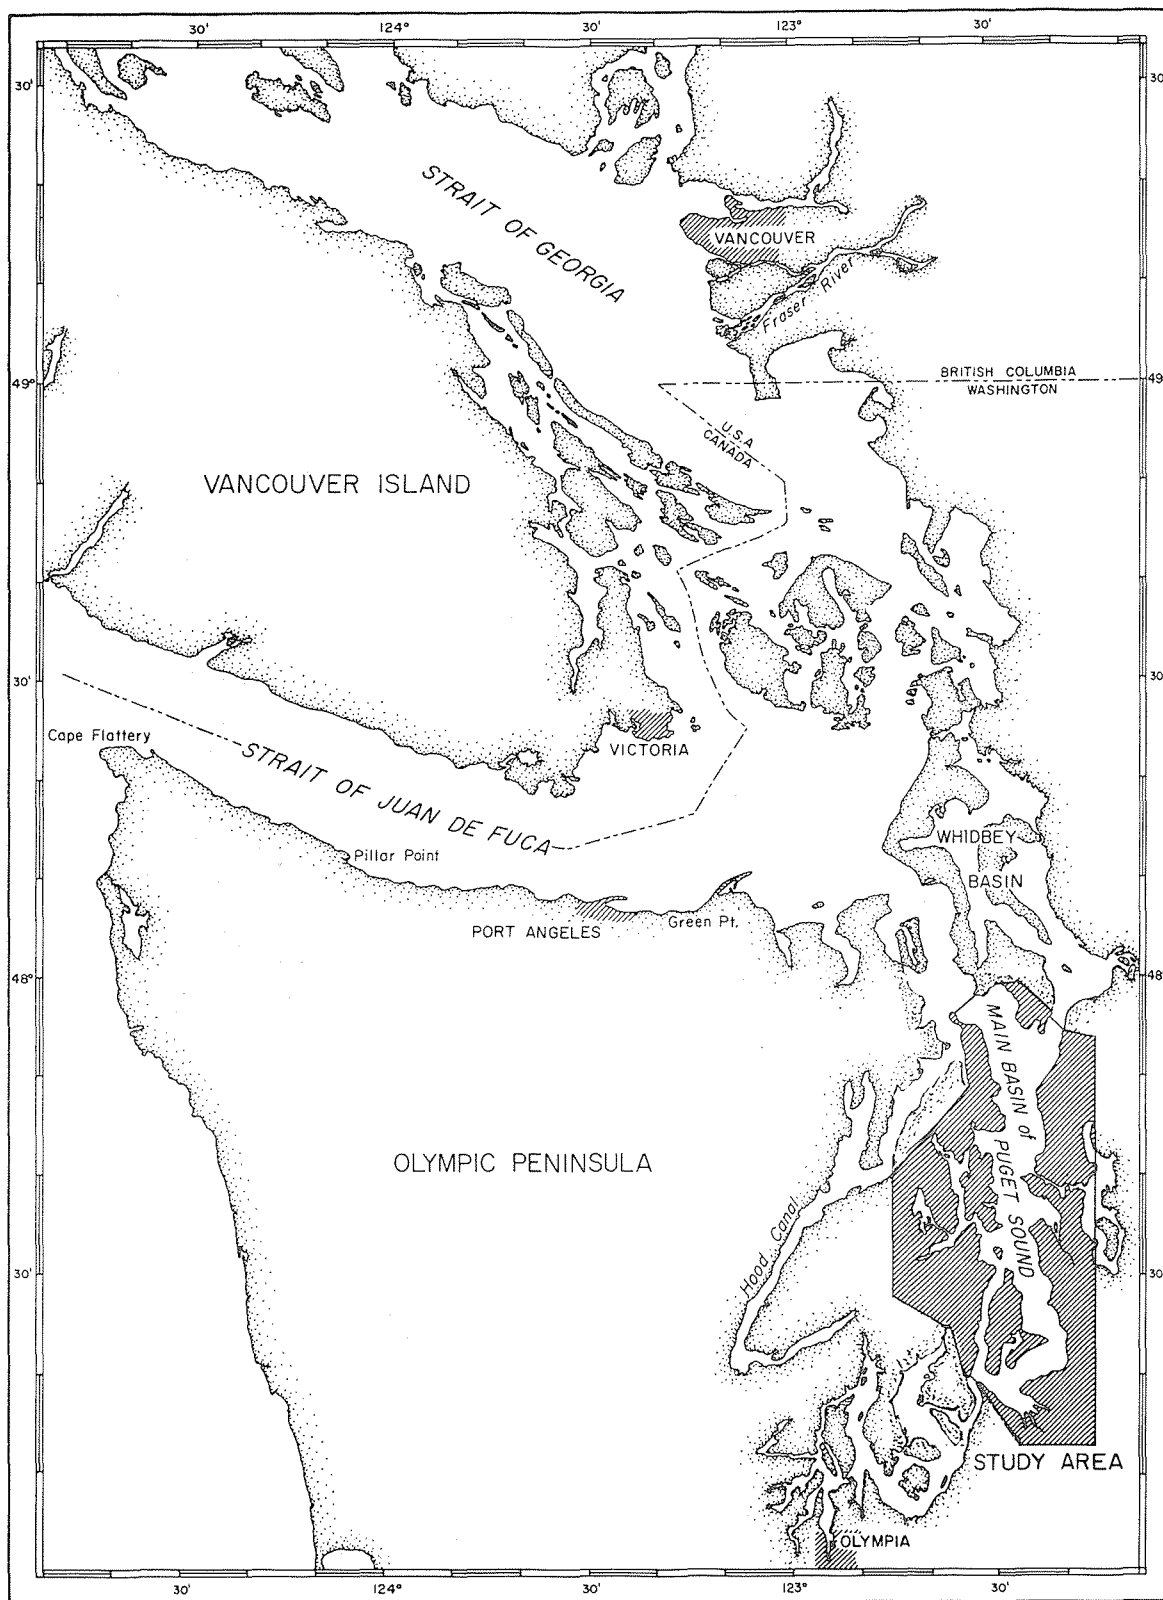 30' 124° 30' 123° 30'
30' 30'
STRAIT OF GEORGIA
VANCOUVER
Fraser River
49° 49
BRITISH COLUMBIA
WASHINGTON
U.S.A
CANADA
VANCOUVER ISLAND
30' 30
Cape Flattery
VICTORIA
STRAIT OF JUAN DE FUCA
WHIDBEY
BASIN
Pillar Point
PORT ANGELES
Green Pt.
48° 48
MAIN BASIN of
PUGET SOUND
OLYMPIC PENINSULA
Hood Canal
30' 30
STUDY AREA
OLYMPIA
30' 124° 30' 123° 30'